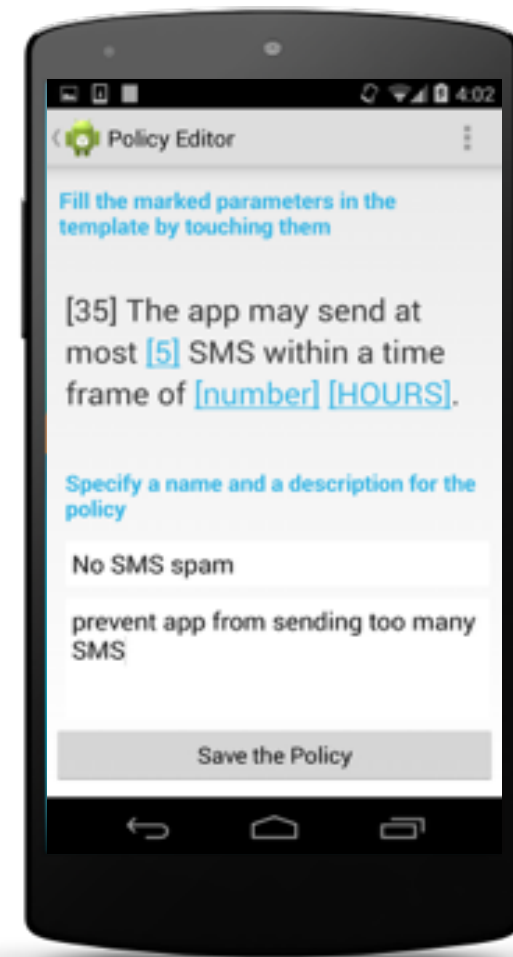 4:02
Policy Editor
Fill the marked parameters in the
template by touching them
[35] The app may send at
most [5] SMS within a time
frame of [number] [HOURS].
Specify a name and a description for the
policy
No SMS spam
prevent app from sending too many
SMS
Save the Policy